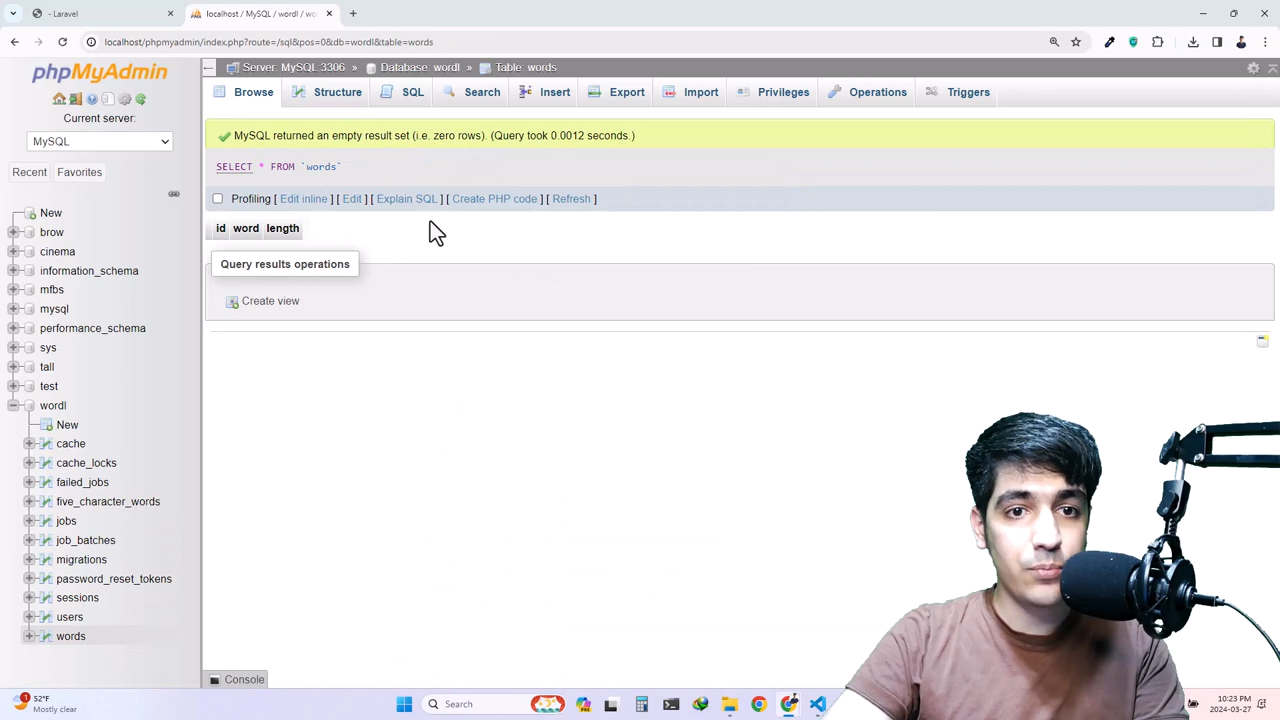 - Laravel
localhost / MySQL / wordl / wo
localhost/phpmyadmin/index.php?route=/sql&pos=0&db=wordl&table=words
phpMyAdmin
Current server:
MySQL
Recent
Favorites
New
brow
cinema
information_schema
mfbs
mysql
performance_schema
sys
tall
test
wordl
New
cache
cache_locks
failed_jobs
five_character_words
jobs
job_batches
migrations
password_reset_tokens
sessions
users
words
Server: MySQL:3306 » Database: wordl » Table: words
Browse Structure SQL Search Insert Export Import Privileges Operations Triggers
MySQL returned an empty result set (i.e. zero rows). (Query took 0.0012 seconds.)
SELECT * FROM `words`
Profiling [ Edit inline ] [ Edit ] [ Explain SQL ] [ Create PHP code ] [ Refresh ]
id word length
Query results operations
Create view
Console
1
52°F
Mostly clear
Search
PRE
10:23 PM
2024-03-27